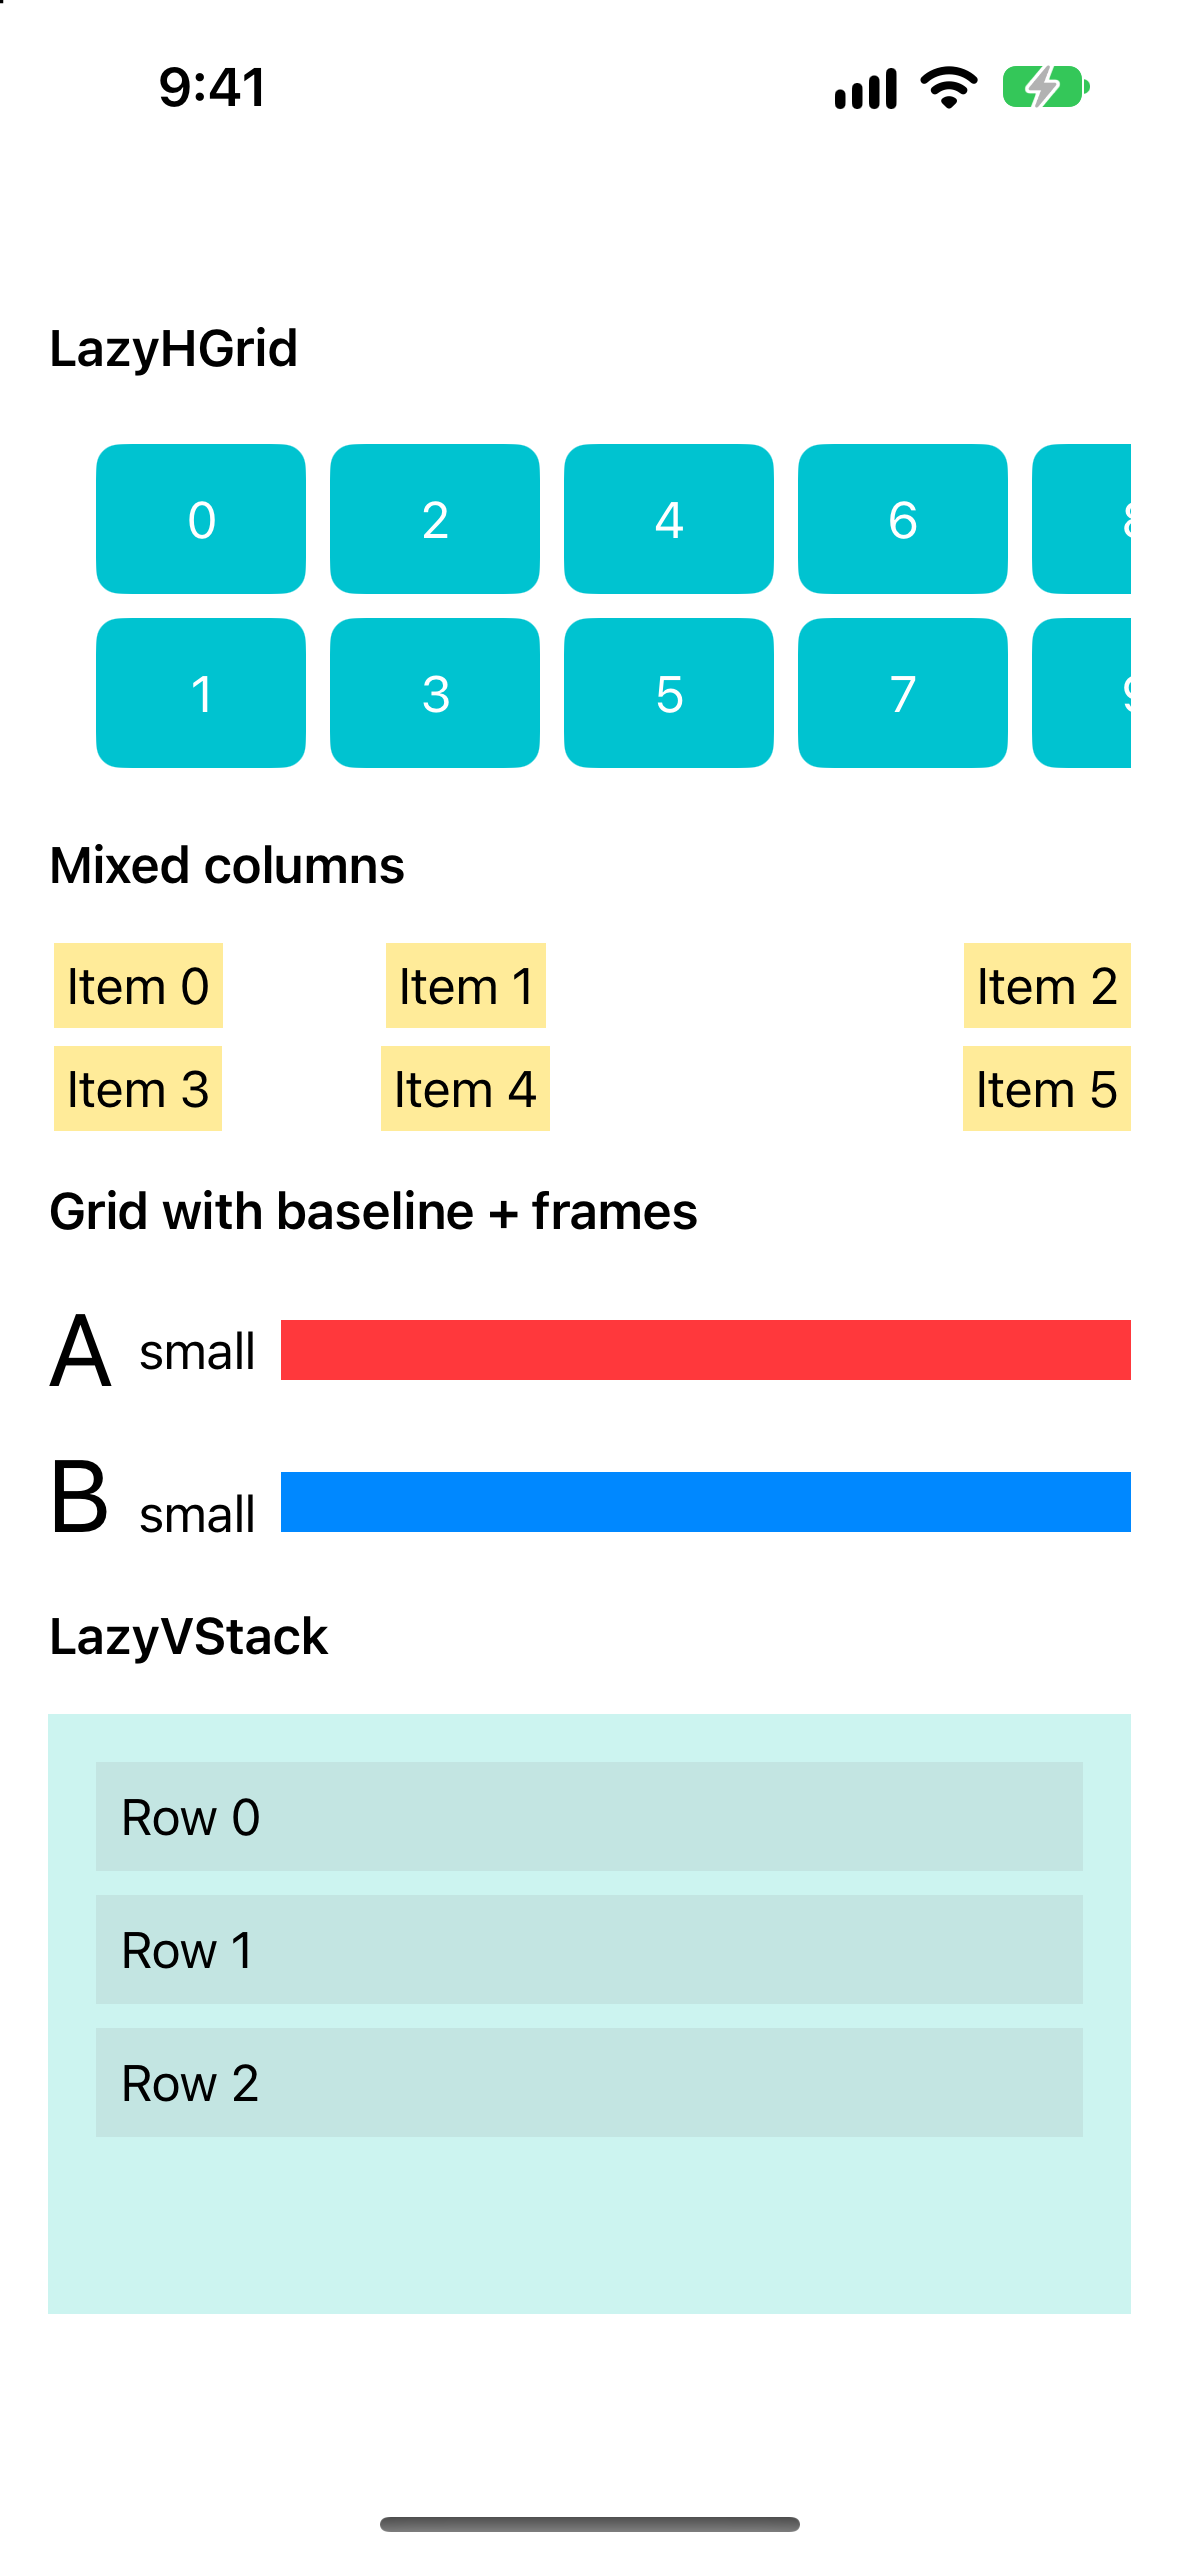 9:41
LazyHGrid
0 2 4 6
1 3 5 7
Mixed columns
Item 0 Item 1 Item 2
Item 3 Item 4 Item 5
Grid with baseline + frames
A small
B small
LazyVStack
Row 0
Row 1
Row 2